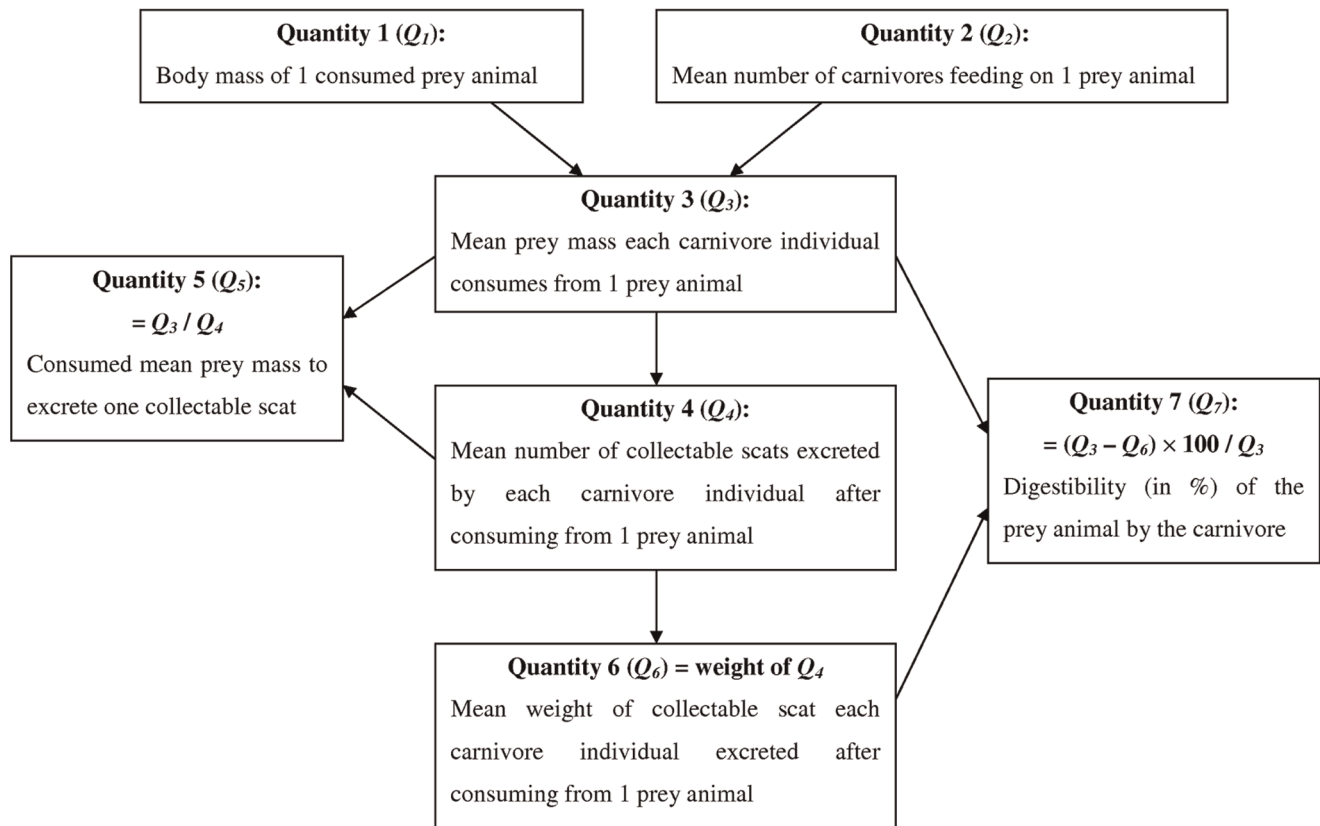 Quantity 1 (Q1):
Body mass of 1 consumed prey animal
Quantity 2 (Q2):
Mean number of carnivores feeding on 1 prey animal
Quantity 3 (Q3):
Mean prey mass each carnivore individual
consumes from 1 prey animal
Quantity 5 (Q5):
= Q3 / Q4
Consumed mean prey mass to
excrete one collectable scat
Quantity 4 (Q4):
Mean number of collectable scats excreted
by each carnivore individual after
consuming from 1 prey animal
Quantity 7 (Q7):
= (Q3 – Q6) × 100 / Q3
Digestibility (in %) of the
prey animal by the carnivore
Quantity 6 (Q6) = weight of Q4
Mean weight of collectable scat each
carnivore individual excreted after
consuming from 1 prey animal